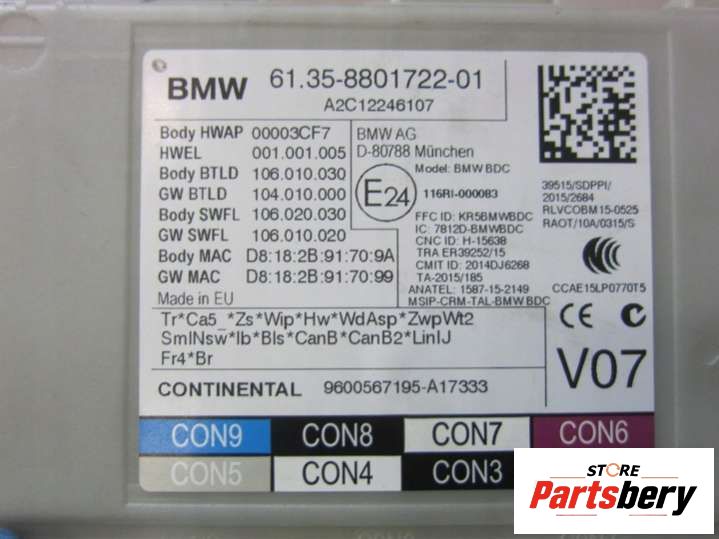 BMW 61.35-8801722-01
A2C12246107
Body HWAP 00003CF7
HWEL 001.001.005
Body BTLD 106.010.030
GW BTLD 104.010.000
Body SWFL 106.020.030
GW SWFL 106.010.020
Body MAC D8:18:2B:91:70:9A
GW MAC D8:18:2B:91:70:99
Made in EU
BMW AG
D-80788 München
Model: BMW BDC
E24 116RI-000083
FFC ID: KR5BMWBDC
IC: 7812D-BMWBDC
CNC ID: H-15638
TRA ER39252/15
CMIT ID: 2014DJ6268
TA-2015/185
ANATEL: 1587-15-2149
MSIP-CRM-TAL-BMW BDC
39515/SDPPI/
2015/2684
RLVCOBM15-0525
RAOT/10A/0315/S
CCAE15LP0770T5
CE
V07
Tr*Ca5_*Zs*Wip*Hw*WdAsp*ZwpWt2
SmlNsw*Ib*Bls*CanB*CanB2*LinIJ
Fr4*Br
CONTINENTAL 9600567195-A17333
CON9 CON8 CON7 CON6
CON5 CON4 CON3
STORE
Partsbery